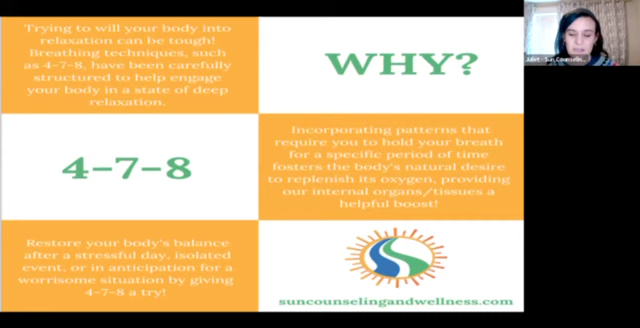 Trying to will your body into
relaxation can be tough!
Breathing techniques, such
as 4-7-8, have been carefully
structured to help engage
your body in a state of deep
relaxation.
WHY?
4-7-8
Incorporating patterns that
require you to hold your breath
for a specific period of time
fosters the body's natural desire
to replenish its oxygen, providing
our internal organs/tissues a
helpful boost!
Restore your body's balance
after a stressful day, isolated
event, or in anticipation for a
worrisome situation by giving
4-7-8 a try!
suncounselingandwellness.com
Juliet - Sun Counselin...